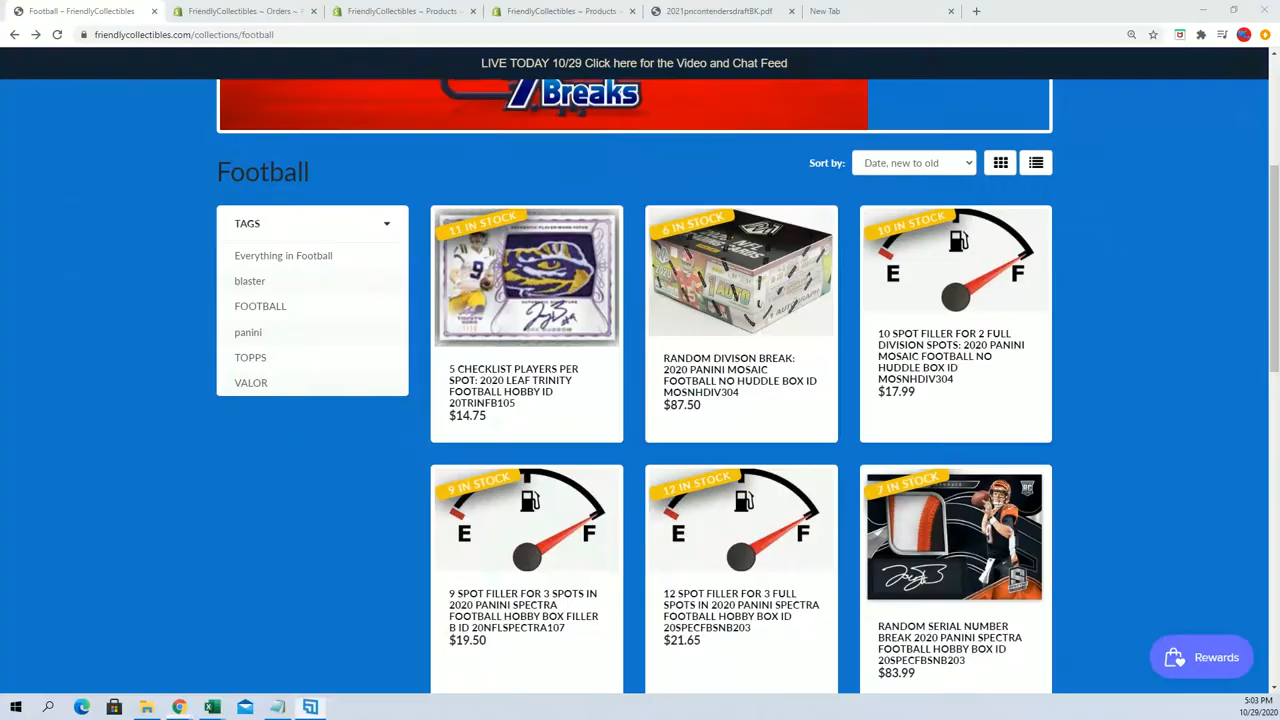 Football – FriendlyCollectibles
FriendlyCollectibles ~ Orders ~
FriendlyCollectibles ~ Products ~
FriendlyCollectibles ~ Products ~
2021pncontendersdraftBK.pdf
New Tab
friendlycollectibles.com/collections/football
LIVE TODAY 10/29 Click here for the Video and Chat Feed
7 Breaks
Football
Sort by:
Date, new to old
TAGS
Everything in Football
blaster
FOOTBALL
panini
TOPPS
VALOR
11 IN STOCK
5 CHECKLIST PLAYERS PER
SPOT: 2020 LEAF TRINITY
FOOTBALL HOBBY BOX ID
20TRINFB105
$14.75
6 IN STOCK
RANDOM DIVISON BREAK:
2020 PANINI MOSAIC
FOOTBALL NO HUDDLE BOX ID
MOSNHDIV304
$87.50
10 IN STOCK
E F
10 SPOT FILLER FOR 2 FULL
DIVISION SPOTS: 2020 PANINI
MOSAIC FOOTBALL NO
HUDDLE BOX ID
MOSNHDIV304
$17.99
9 IN STOCK
E F
9 SPOT FILLER FOR 3 SPOTS IN
2020 PANINI SPECTRA
FOOTBALL HOBBY BOX FILLER
B ID 20NFLSPECTRA107
$19.50
12 IN STOCK
E F
12 SPOT FILLER FOR 3 FULL
SPOTS IN 2020 PANINI SPECTRA
FOOTBALL HOBBY BOX ID
20SPECFBSNB203
$21.65
7 IN STOCK
RANDOM SERIAL NUMBER
BREAK 2020 PANINI SPECTRA
FOOTBALL HOBBY BOX ID
20SPECFBSNB203
$83.99
Rewards
5:03 PM
10/29/2020